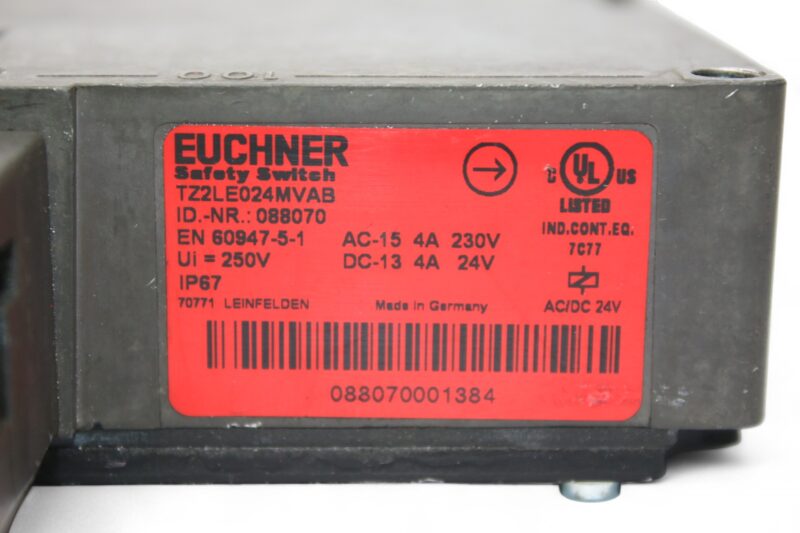 001
EUCHNER
Safety Switch
TZ2LE024MVAB
ID.-NR.: 088070
EN 60947-5-1
Ui = 250V
IP67
70771 LEINFELDEN
AC-15 4A 230V
DC-13 4A 24V
Made in Germany
C UL US
LISTED
IND.CONT.EQ.
7C77
AC/DC 24V
088070001384